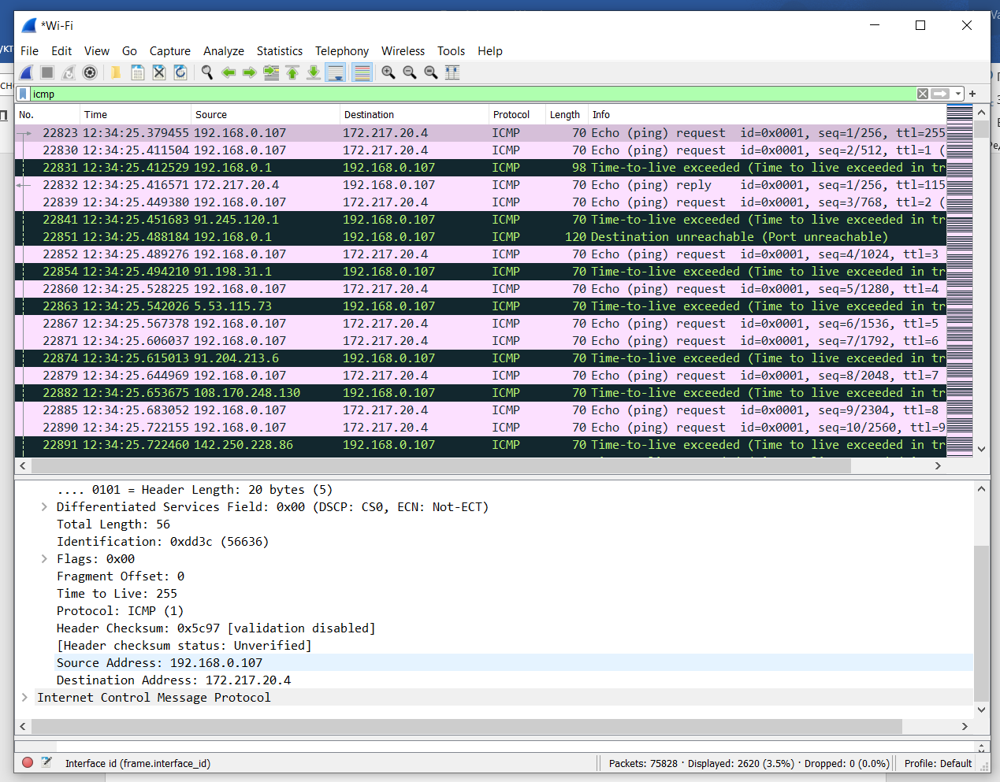 *Wi-Fi
File Edit View Go Capture Analyze Statistics Telephony Wireless Tools Help
icmp
No. Time Source Destination Protocol Length Info
22823 12:34:25.379455 192.168.0.107 172.217.20.4 ICMP 70 Echo (ping) request id=0x0001, seq=1/256, ttl=255
22830 12:34:25.411504 192.168.0.107 172.217.20.4 ICMP 70 Echo (ping) request id=0x0001, seq=2/512, ttl=1 (
22831 12:34:25.412529 192.168.0.1 192.168.0.107 ICMP 98 Time-to-live exceeded (Time to live exceeded in tr
22832 12:34:25.416571 172.217.20.4 192.168.0.107 ICMP 70 Echo (ping) reply id=0x0001, seq=1/256, ttl=115
22839 12:34:25.449380 192.168.0.107 172.217.20.4 ICMP 70 Echo (ping) request id=0x0001, seq=3/768, ttl=2 (
22841 12:34:25.451683 91.245.120.1 192.168.0.107 ICMP 70 Time-to-live exceeded (Time to live exceeded in tr
22851 12:34:25.488184 192.168.0.1 192.168.0.107 ICMP 120 Destination unreachable (Port unreachable)
22852 12:34:25.489276 192.168.0.107 172.217.20.4 ICMP 70 Echo (ping) request id=0x0001, seq=4/1024, ttl=3
22854 12:34:25.494210 91.198.31.1 192.168.0.107 ICMP 70 Time-to-live exceeded (Time to live exceeded in tr
22860 12:34:25.528225 192.168.0.107 172.217.20.4 ICMP 70 Echo (ping) request id=0x0001, seq=5/1280, ttl=4
22863 12:34:25.542026 5.53.115.73 192.168.0.107 ICMP 70 Time-to-live exceeded (Time to live exceeded in tr
22867 12:34:25.567378 192.168.0.107 172.217.20.4 ICMP 70 Echo (ping) request id=0x0001, seq=6/1536, ttl=5
22871 12:34:25.606037 192.168.0.107 172.217.20.4 ICMP 70 Echo (ping) request id=0x0001, seq=7/1792, ttl=6
22874 12:34:25.615013 91.204.213.6 192.168.0.107 ICMP 70 Time-to-live exceeded (Time to live exceeded in tr
22879 12:34:25.644969 192.168.0.107 172.217.20.4 ICMP 70 Echo (ping) request id=0x0001, seq=8/2048, ttl=7
22882 12:34:25.653675 108.170.248.130 192.168.0.107 ICMP 70 Time-to-live exceeded (Time to live exceeded in tr
22885 12:34:25.683052 192.168.0.107 172.217.20.4 ICMP 70 Echo (ping) request id=0x0001, seq=9/2304, ttl=8
22890 12:34:25.722155 192.168.0.107 172.217.20.4 ICMP 70 Echo (ping) request id=0x0001, seq=10/2560, ttl=9
22891 12:34:25.722460 142.250.228.86 192.168.0.107 ICMP 70 Time-to-live exceeded (Time to live exceeded in tr
.... 0101 = Header Length: 20 bytes (5)
Differentiated Services Field: 0x00 (DSCP: CS0, ECN: Not-ECT)
Total Length: 56
Identification: 0xdd3c (56636)
Flags: 0x00
Fragment Offset: 0
Time to Live: 255
Protocol: ICMP (1)
Header Checksum: 0x5c97 [validation disabled]
[Header checksum status: Unverified]
Source Address: 192.168.0.107
Destination Address: 172.217.20.4
Internet Control Message Protocol
Interface id (frame.interface_id)
Packets: 75828 · Displayed: 2620 (3.5%) · Dropped: 0 (0.0%)
Profile: Default